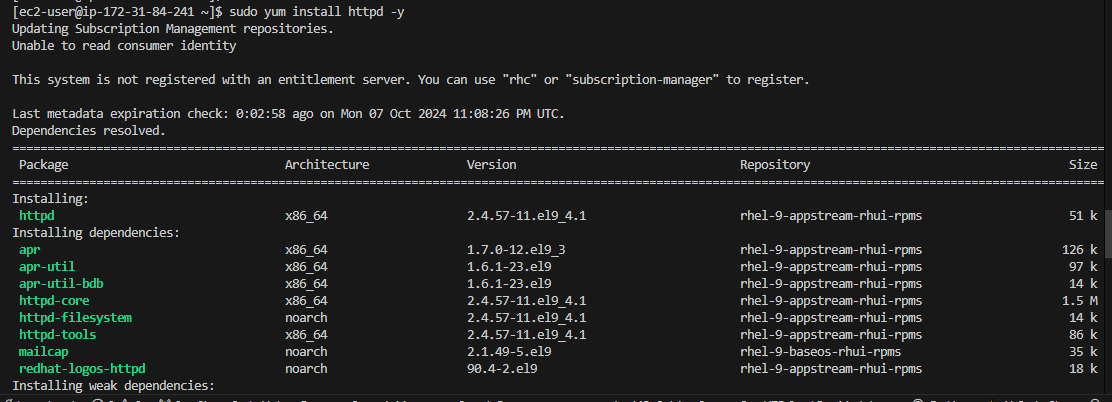 [ec2-user@ip-172-31-84-241 ~]$ sudo yum install httpd -y
Updating Subscription Management repositories.
Unable to read consumer identity
This system is not registered with an entitlement server. You can use "rhc" or "subscription-manager" to register.
Last metadata expiration check: 0:02:58 ago on Mon 07 Oct 2024 11:08:26 PM UTC.
Dependencies resolved.
Package Architecture Version Repository Size
Installing:
httpd x86_64 2.4.57-11.el9_4.1 rhel-9-appstream-rhui-rpms 51 k
Installing dependencies:
apr x86_64 1.7.0-12.el9_3 rhel-9-appstream-rhui-rpms 126 k
apr-util x86_64 1.6.1-23.el9 rhel-9-appstream-rhui-rpms 97 k
apr-util-bdb x86_64 1.6.1-23.el9 rhel-9-appstream-rhui-rpms 14 k
httpd-core x86_64 2.4.57-11.el9_4.1 rhel-9-appstream-rhui-rpms 1.5 M
httpd-filesystem noarch 2.4.57-11.el9_4.1 rhel-9-appstream-rhui-rpms 14 k
httpd-tools x86_64 2.4.57-11.el9_4.1 rhel-9-appstream-rhui-rpms 86 k
mailcap noarch 2.1.49-5.el9 rhel-9-baseos-rhui-rpms 35 k
redhat-logos-httpd noarch 90.4-2.el9 rhel-9-appstream-rhui-rpms 18 k
Installing weak dependencies: